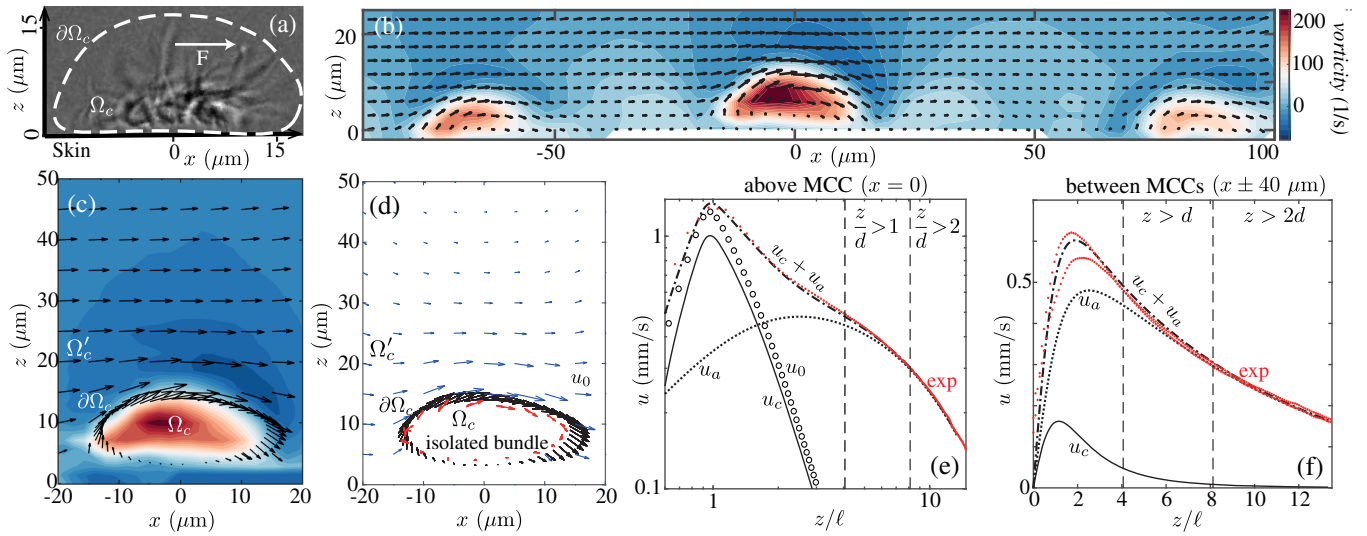 15
z (μm)
0
∂Ω_c
(a)
F
Ω_c
Skin
0
x (μm)
15
(b)
z (μm)
20
10
0
-50
0
x (μm)
50
100
200
100
0
vorticity (1/s)
50
40
30
20
10
0
z (μm)
(c)
Ω_c′
∂Ω_c
Ω_c
-20
-10
0
10
20
x (μm)
50
40
30
20
10
0
z (μm)
(d)
Ω_c′
u_0
∂Ω_c
Ω_c
isolated bundle
-20
-10
0
10
20
x (μm)
above MCC (x = 0)
z/d >1
z/d >2
u_c + u_a
u_a
u_0
u_c
exp
(e)
u (mm/s)
1
0.1
1
10
z/ℓ
between MCCs (x ± 40 μm)
z > d
z > 2d
u_c + u_a
u_a
exp
u_c
(f)
u (mm/s)
0.5
0
0
2
4
6
8
10
12
z/ℓ